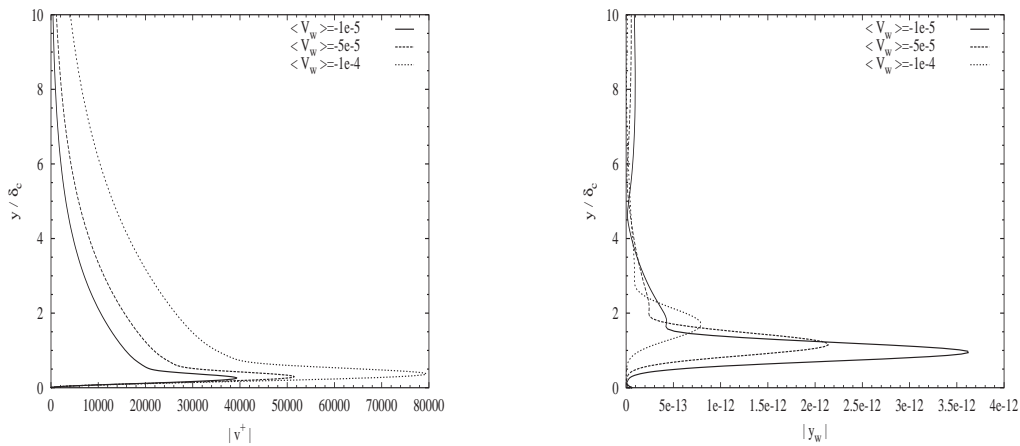 10
8
6
4
2
0
y / δc
< Vw >=-1e-5
< Vw >=-5e-5
< Vw >=-1e-4
0 10000 20000 30000 40000 50000 60000 70000 80000
| v+ |
10
8
6
4
2
0
y / δc
< Vw >=-1e-5
< Vw >=-5e-5
< Vw >=-1e-4
0 5e-13 1e-12 1.5e-12 2e-12 2.5e-12 3e-12 3.5e-12 4e-12
| yw |